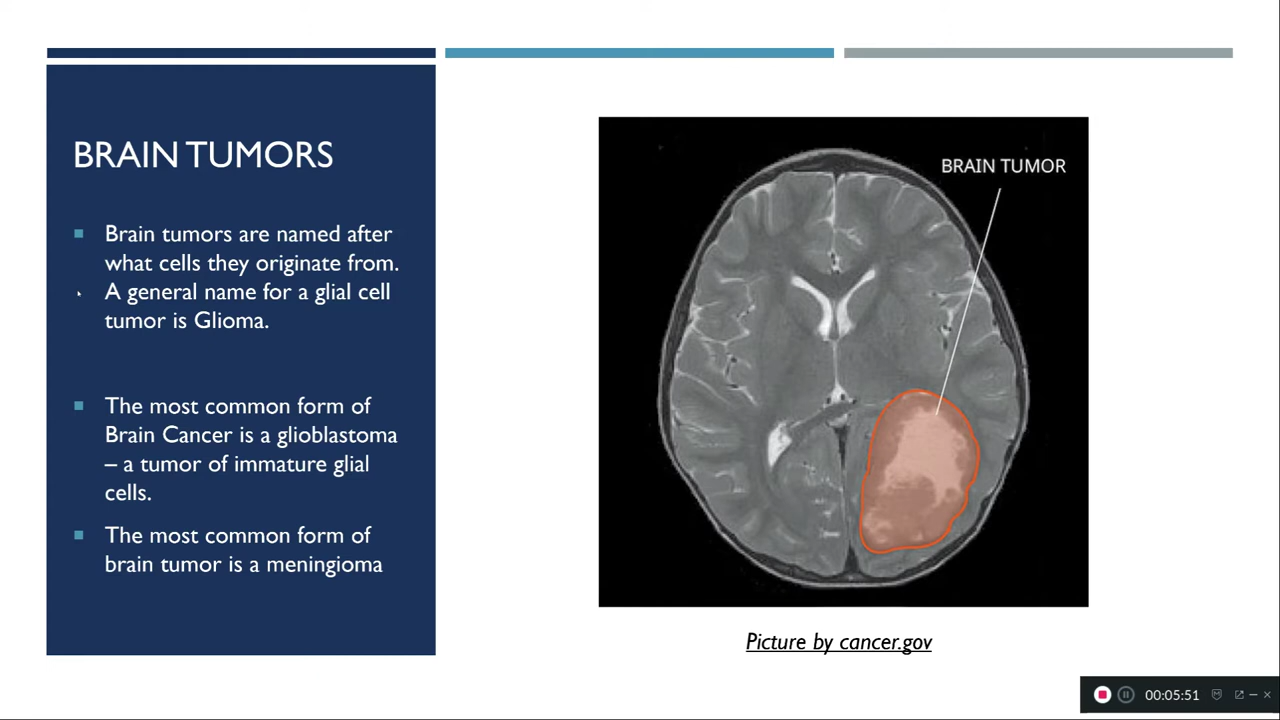 BRAIN TUMORS
Brain tumors are named after
what cells they originate from.
A general name for a glial cell
tumor is Glioma.
The most common form of
Brain Cancer is a glioblastoma
– a tumor of immature glial
cells.
The most common form of
brain tumor is a meningioma
BRAIN TUMOR
Picture by cancer.gov
00:05:51